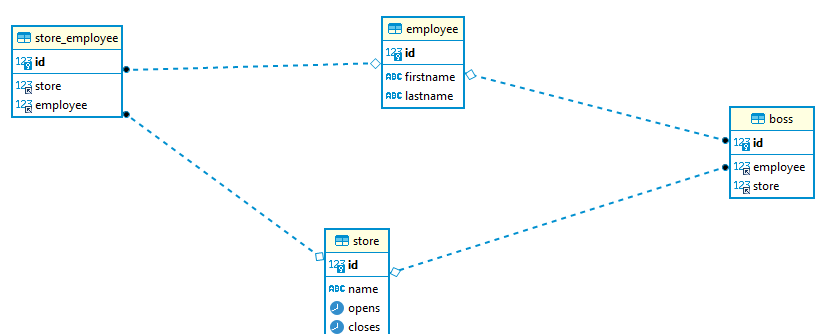 store_employee
123 id
123 store
123 employee
employee
123 id
ABC firstname
ABC lastname
boss
123 id
123 employee
123 store
store
123 id
ABC name
opens
closes